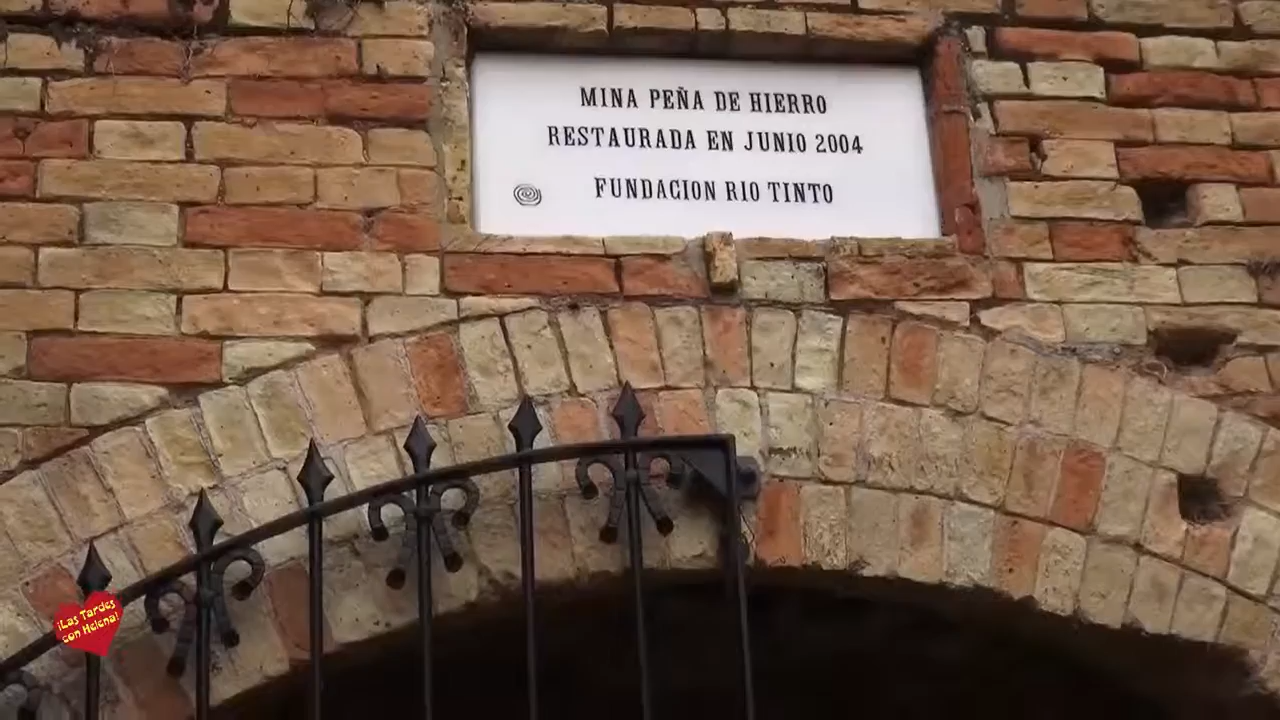 MINA PEÑA DE HIERRO
RESTAURADA EN JUNIO 2004
FUNDACION RIO TINTO
¡Las Tardes
con Helena!